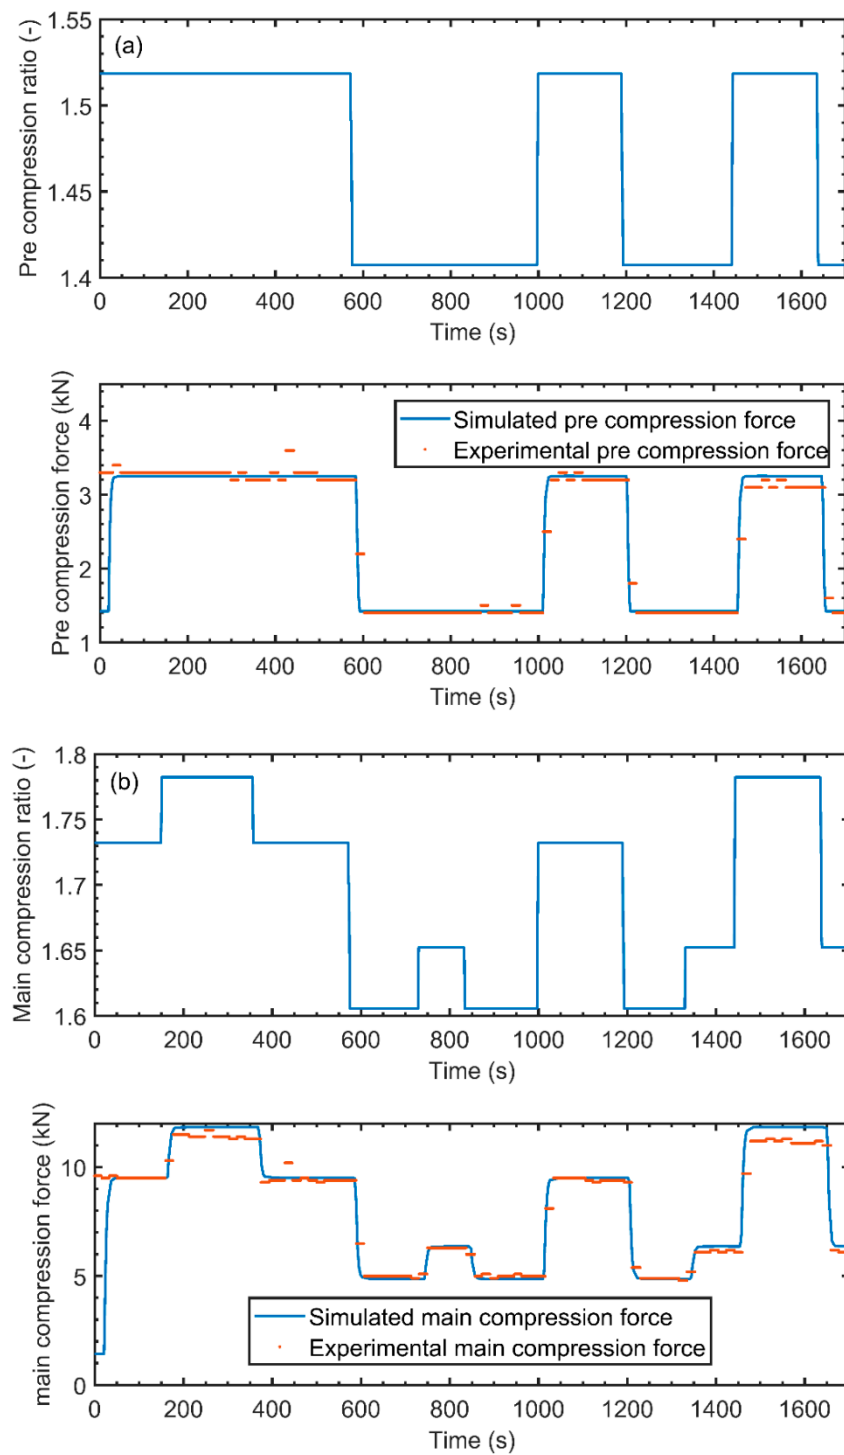 (a)
Pre compression ratio (-)
1.55
1.5
1.45
1.4
0 200 400 600 800 1000 1200 1400 1600
Time (s)
Pre compression force (kN)
4
3
2
1
Simulated pre compression force
Experimental pre compression force
0 200 400 600 800 1000 1200 1400 1600
Time (s)
(b)
Main compression ratio (-)
1.8
1.75
1.7
1.65
1.6
0 200 400 600 800 1000 1200 1400 1600
Time (s)
main compression force (kN)
10
5
0
Simulated main compression force
Experimental main compression force
0 200 400 600 800 1000 1200 1400 1600
Time (s)